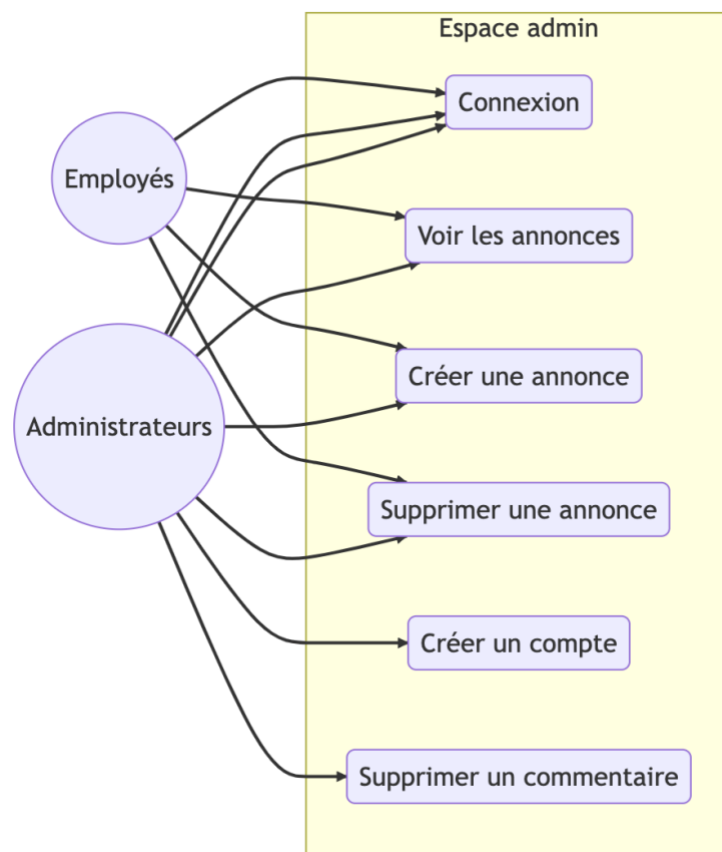 Espace admin
Connexion
Employés
Voir les annonces
Créer une annonce
Administrateurs
Supprimer une annonce
Créer un compte
Supprimer un commentaire